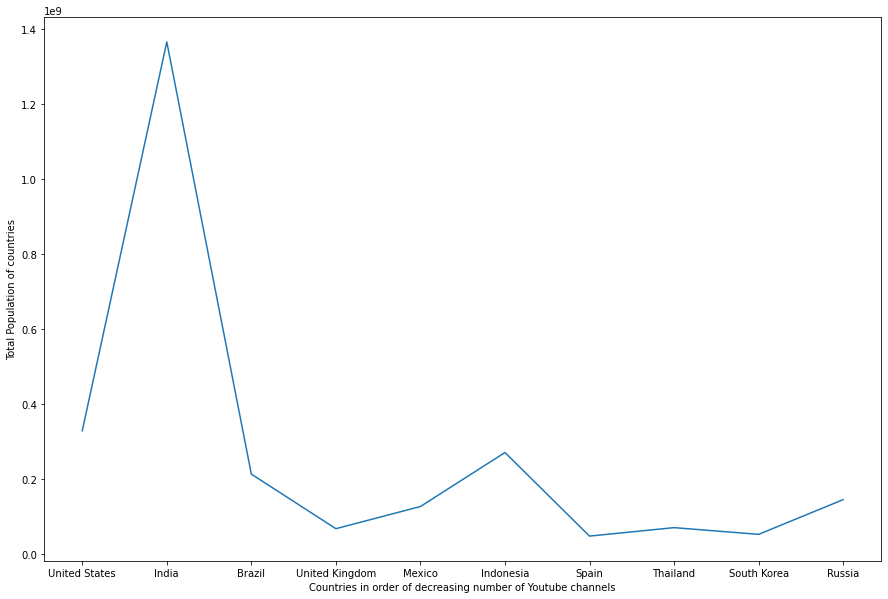 1e9
1.4
1.2
1.0
0.8
0.6
0.4
0.2
0.0
Total Population of countries
United States India Brazil United Kingdom Mexico Indonesia Spain Thailand South Korea Russia
Countries in order of decreasing number of Youtube channels